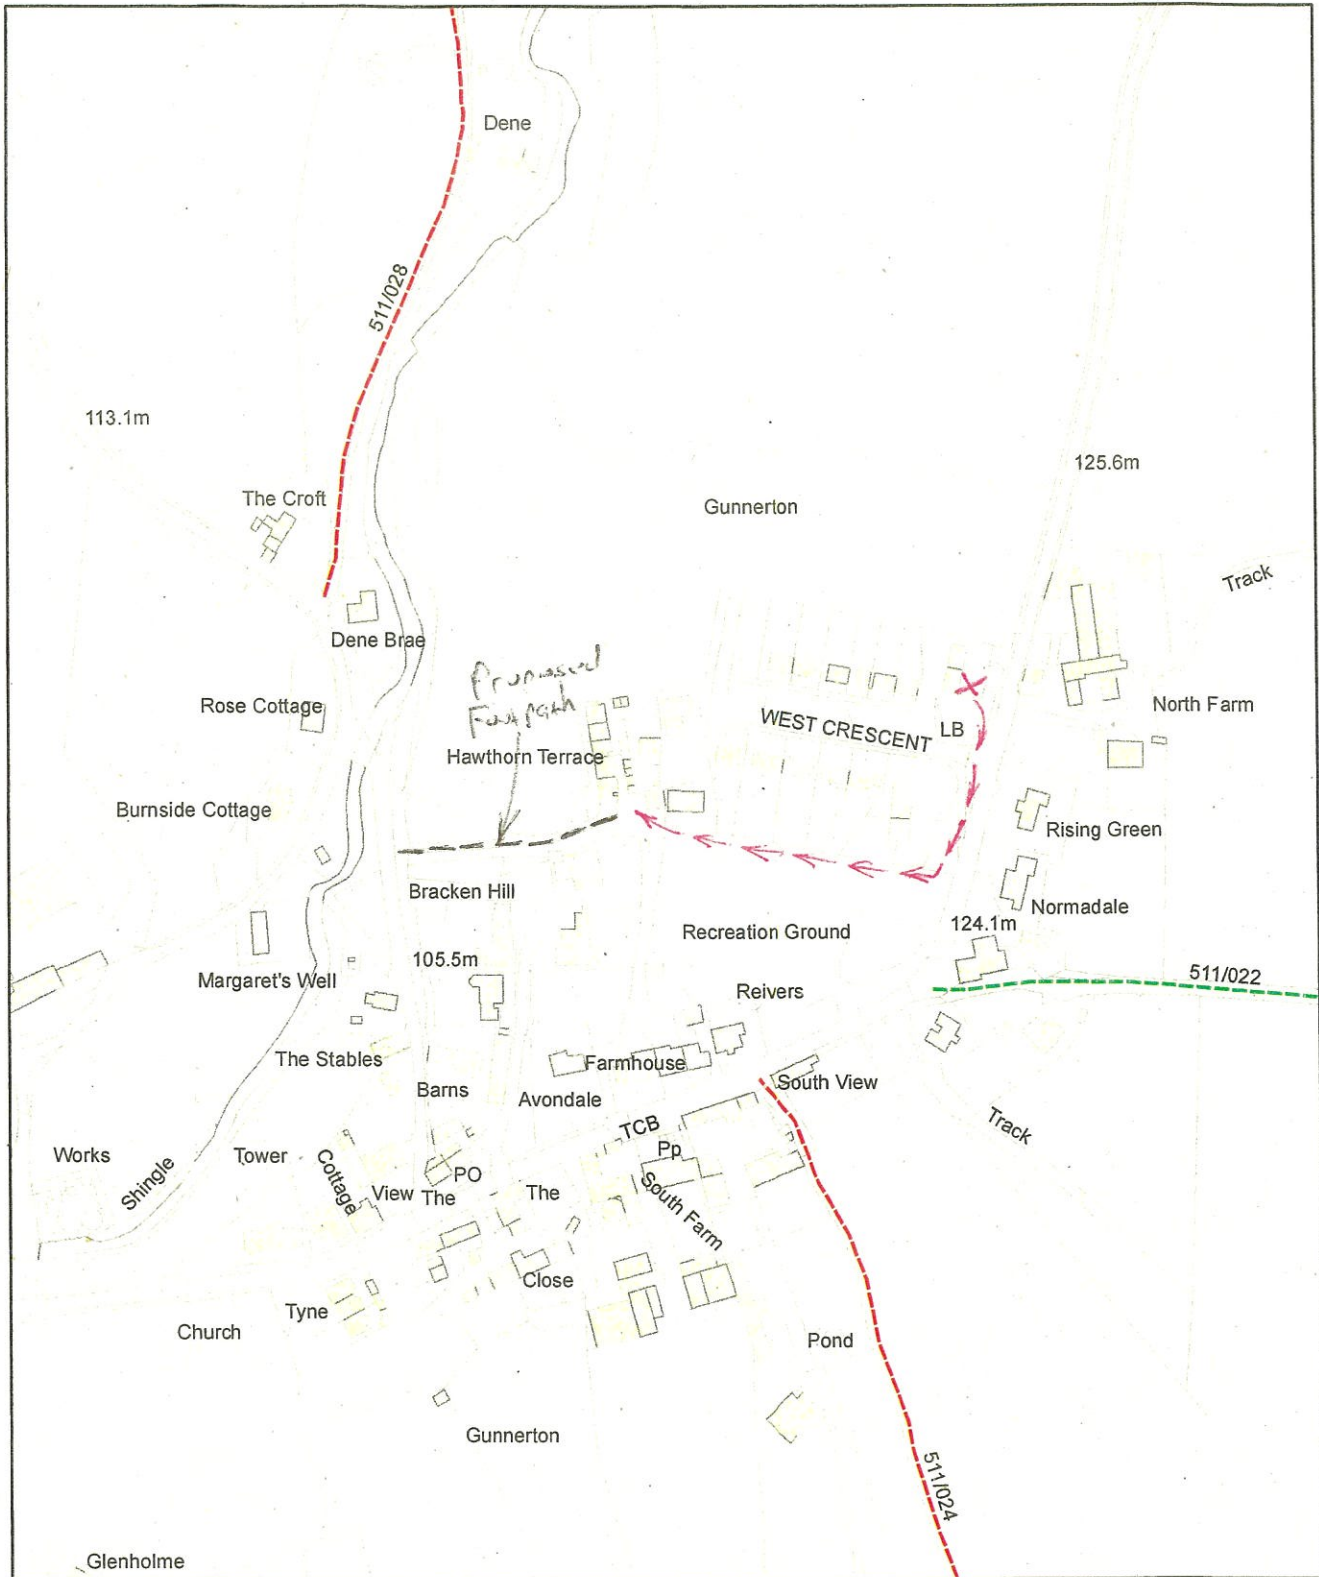 Dene
511/028
113.1m
125.6m
The Croft
Gunnerton
Track
Dene Brae
Proposed
Footpath
Rose Cottage
North Farm
WEST CRESCENT
LB
Hawthorn Terrace
Burnside Cottage
Rising Green
Bracken Hill
Normadale
124.1m
Recreation Ground
105.5m
Margaret's Well
511/022
Reivers
The Stables
Farmhouse
South View
Barns
Avondale
TCB
Track
Works
Shingle
Tower
Cottage
PO
Pp
View
The
The
South Farm
Close
Tyne
Church
Pond
Gunnerton
511/024
Glenholme